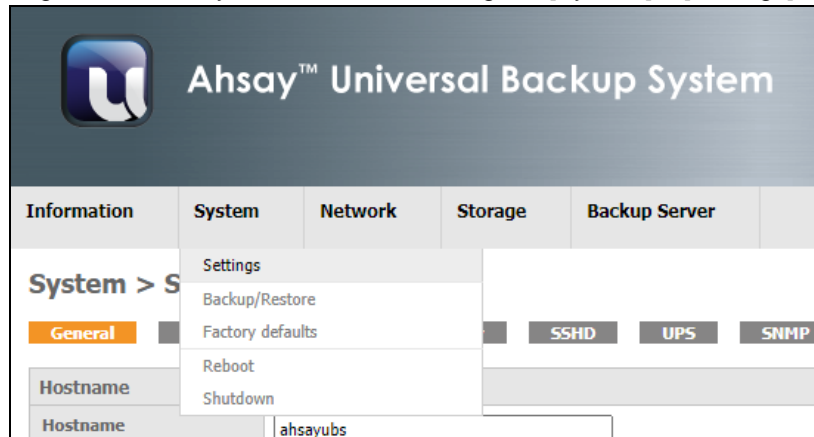 Ahsay™ Universal Backup System
Information System Network Storage Backup Server
Settings
System > S
Backup/Restore
General SSHD UPS SNMP
Factory defaults
Reboot
Hostname
Shutdown
Hostname ahsayubs